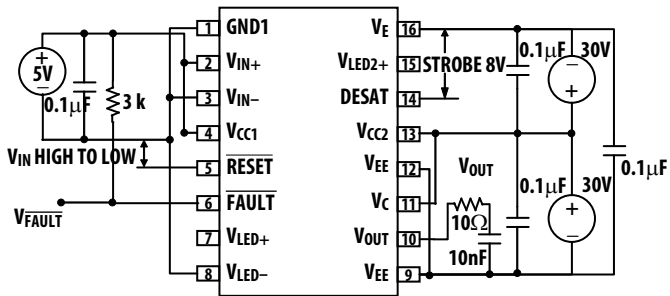 1 GND1
2 VIN+
3 VIN−
4 VCC1
5 RESET
6 FAULT
7 VLED+
8 VLED−
VE 16
VLED2+ 15
DESAT 14
VCC2 13
VEE 12
VC 11
VOUT 10
VEE 9
+
5V
−
0.1µF
3 k
VIN HIGH TO LOW
VFAULT
STROBE 8V
0.1µF
30V
−
+
VOUT
10Ω
10nF
0.1µF
30V
+
−
0.1µF